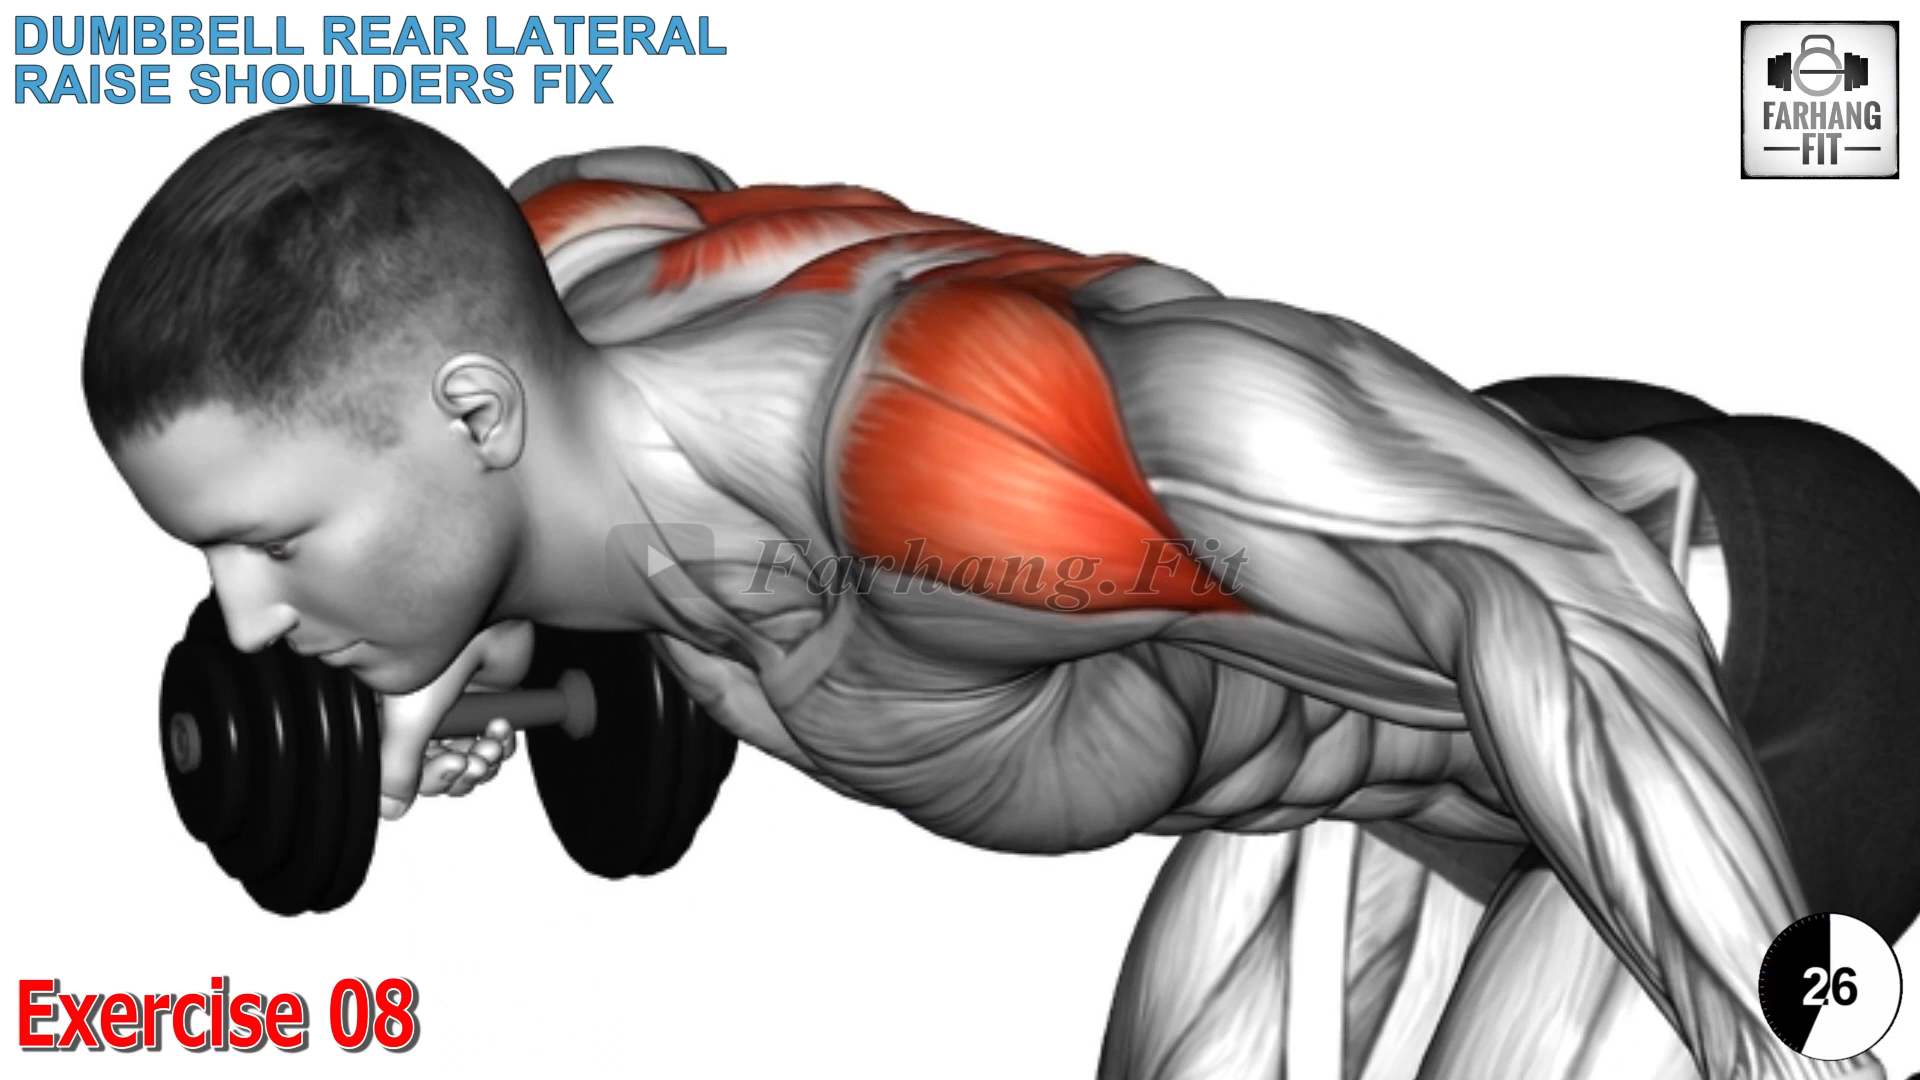 DUMBBELL REAR LATERAL
RAISE SHOULDERS FIX
FARHANG
FIT
Farhang.Fit
Exercise 08
26